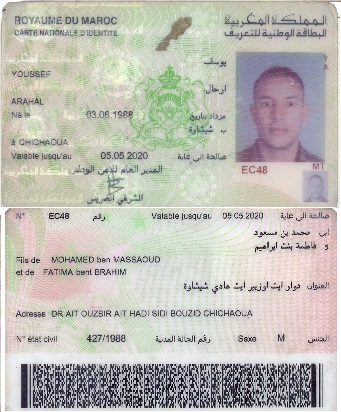 ROYAUME DU MAROC
المملكة المغربية
CARTE NATIONALE D'IDENTITE
البطاقة الوطنية للتعريف
YOUSSEF
يوسف
ARAHAL
ارحال
Né le 03.08.1988 مزداد بتاريخ
ب شيشاوة
à CHICHAOUA
Valable jusqu'au 05.05.2020 صالحة الى غاية
المدير العام للأمن الوطني
الشرقي الضريس
EC48
MT
YA
N° EC48 رقم Valable jusqu'au 05.05.2020 صالحة الى غاية
ابن محمد بن مسعود
و فاطمة بنت ابراهيم
Fils de MOHAMED ben MASSAOUD
et de FATIMA bent BRAHIM
العنوان دوار ايت اوزيير ايت هادي شيشاوة
Adresse DR AIT OUZBIR AIT HADI SIDI BOUZID CHICHAOUA
N° état civil 427/1988 رقم الحالة المدنية Sexe M الجنس